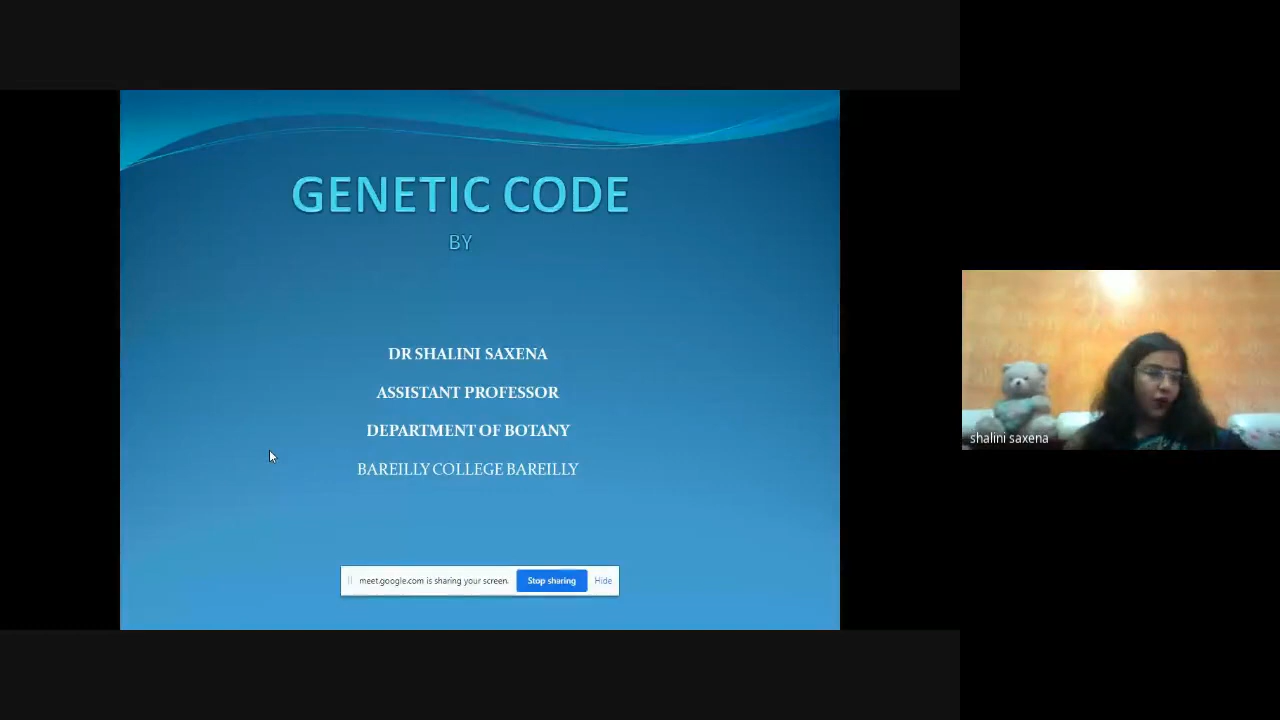 GENETIC CODE
BY
DR SHALINI SAXENA
ASSISTANT PROFESSOR
DEPARTMENT OF BOTANY
BAREILLY COLLEGE BAREILLY
meet.google.com is sharing your screen. Stop sharing Hide
shalini saxena